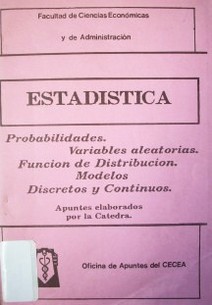 Facultad de Ciencias Económicas
y de Administración
ESTADISTICA
Probabilidades.
Variables aleatorias.
Funcion de Distribucion.
Modelos
Discretos y Continuos.
Apuntes elaborados
por la Catedra.
Oficina de Apuntes del CECEA